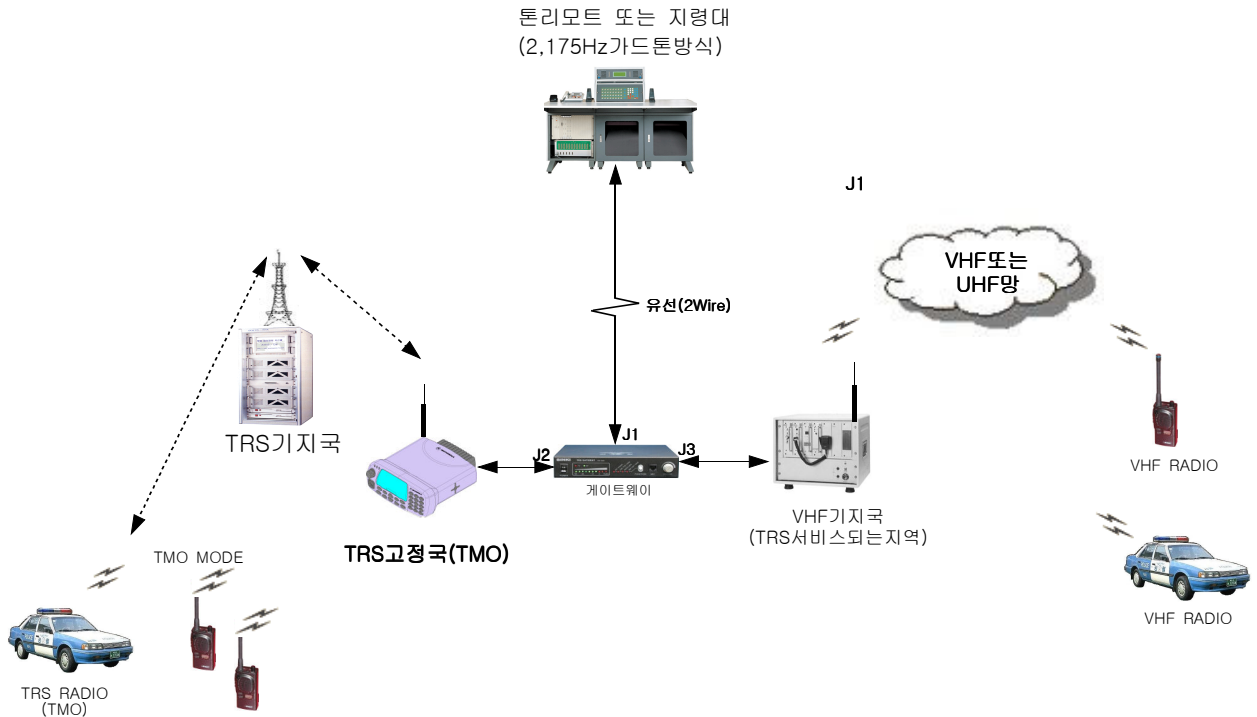 톤리모트 또는 지령대
(2,175Hz가드톤방식)
J1
VHF또는
UHF망
유선(2Wire)
TRS기지국
J1
J2
J3
게이트웨이
VHF RADIO
VHF기지국
(TRS서비스되는지역)
TRS고정국(TMO)
TMO MODE
VHF RADIO
TRS RADIO
(TMO)